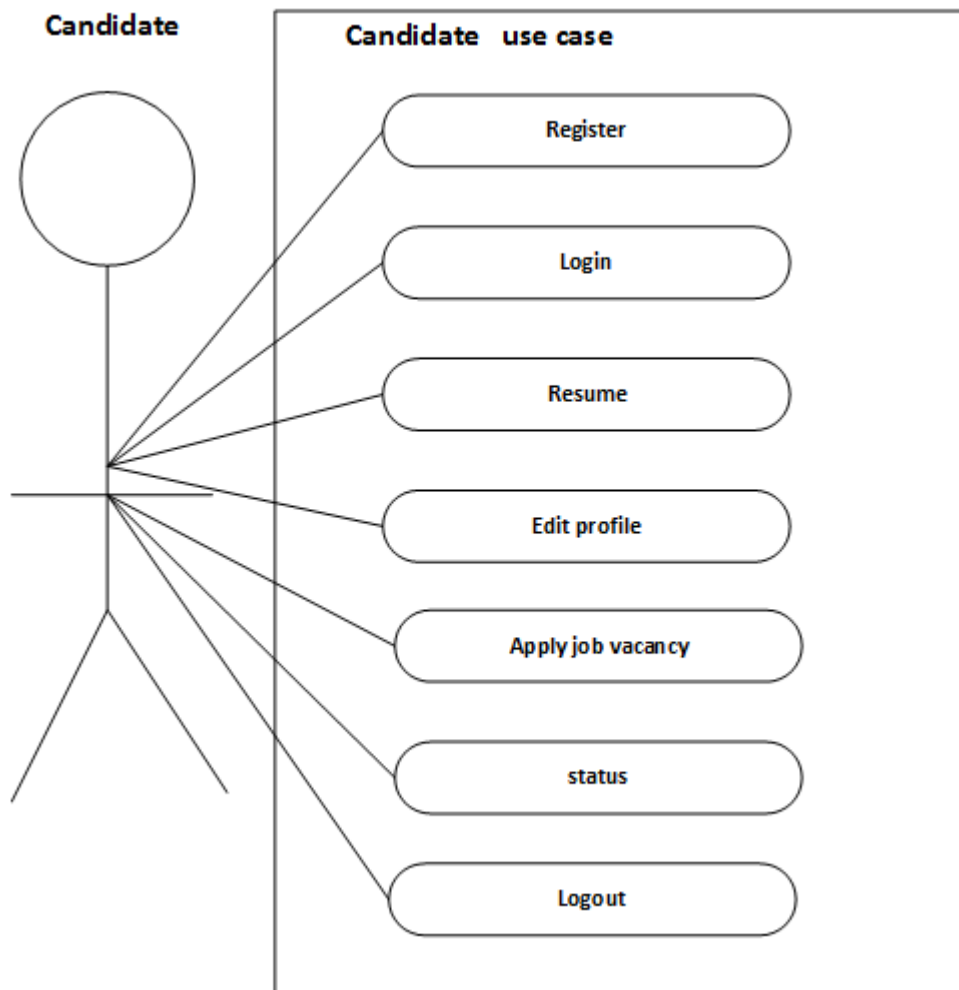 Candidate
Candidate use case
Register
Login
Resume
Edit profile
Apply job vacancy
status
Logout